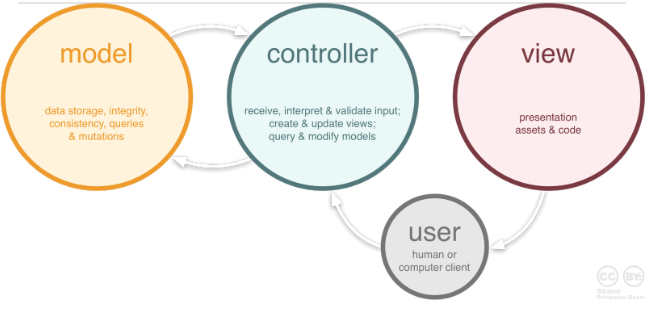 model
data storage, integrity,
consistency, queries
& mutations
controller
receive, interpret & validate input;
create & update views;
query & modify models
view
presentation
assets & code
user
human or
computer client
CC BY:
Shane
Brinkman-Davis